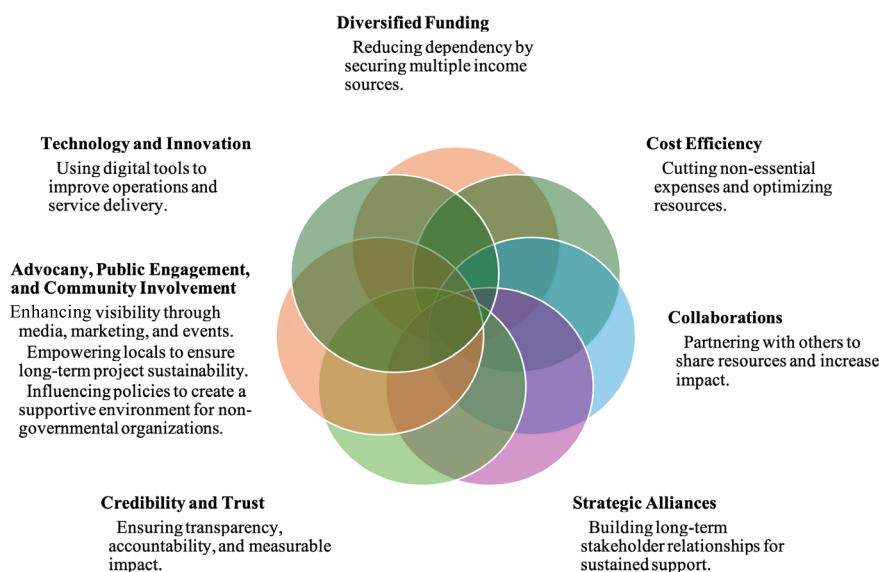 Diversified Funding
Reducing dependency by
securing multiple income
sources.
Technology and Innovation
Using digital tools to
improve operations and
service delivery.
Cost Efficiency
Cutting non-essential
expenses and optimizing
resources.
Advocany, Public Engagement,
and Community Involvement
Enhancing visibility through
media, marketing, and events.
Empowering locals to ensure
long-term project sustainability.
Influencing policies to create a
supportive environment for non-
governmental organizations.
Collaborations
Partnering with others to
share resources and increase
impact.
Credibility and Trust
Ensuring transparency,
accountability, and measurable
impact.
Strategic Alliances
Building long-term
stakeholder relationships for
sustained support.